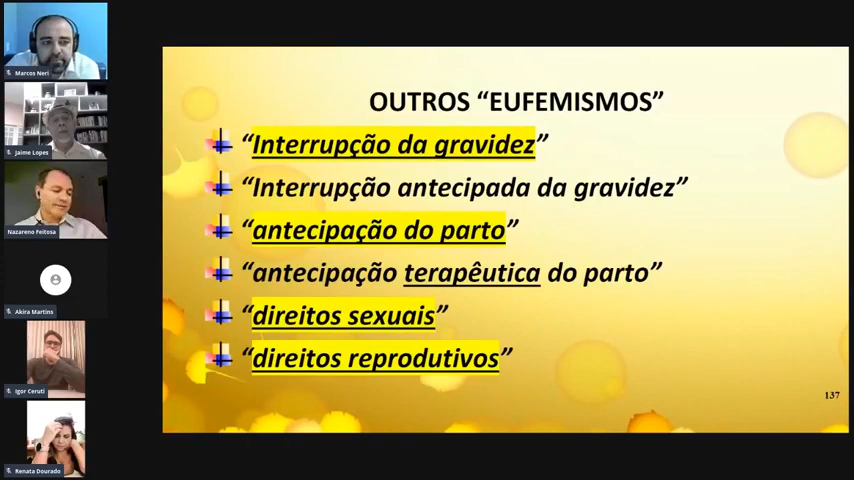 Marcos Neri
Jaime Lopes
Nazareno Feitosa
Akira Martins
Igor Ceruti
Renata Dourado
OUTROS “EUFEMISMOS”
“Interrupção da gravidez”
“Interrupção antecipada da gravidez”
“antecipação do parto”
“antecipação terapêutica do parto”
“direitos sexuais”
“direitos reprodutivos”
137